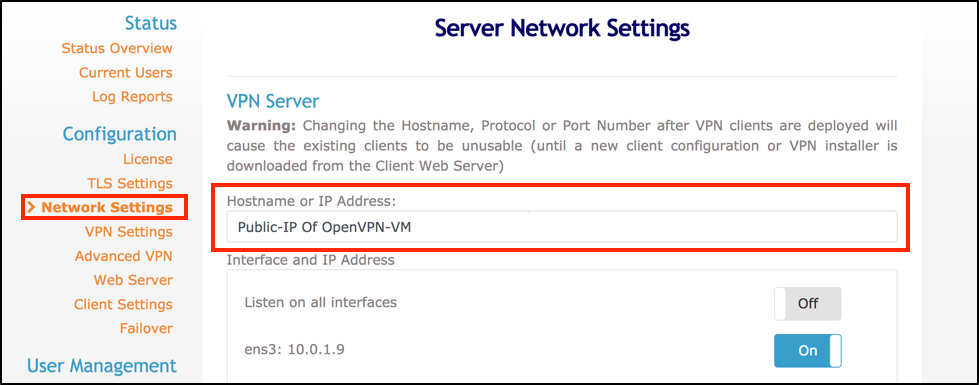 Status
Status Overview
Current Users
Log Reports
Configuration
License
TLS Settings
Network Settings
VPN Settings
Advanced VPN
Web Server
Client Settings
Failover
User Management
Server Network Settings
VPN Server
Warning: Changing the Hostname, Protocol or Port Number after VPN clients are deployed will
cause the existing clients to be unusable (until a new client configuration or VPN installer is
downloaded from the Client Web Server)
Hostname or IP Address:
Public-IP Of OpenVPN-VM
Interface and IP Address
Listen on all interfaces
Off
ens3: 10.0.1.9
On